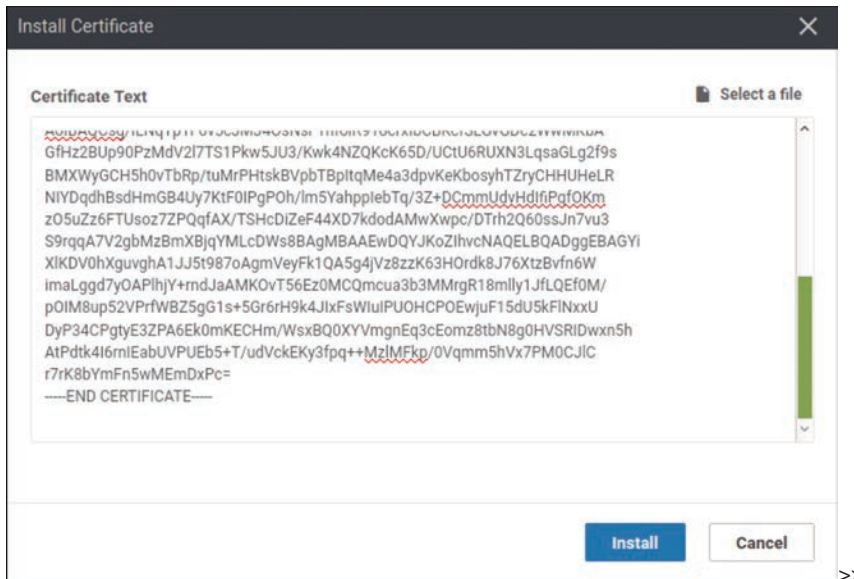 Install Certificate
Certificate Text
Select a file
GfHz2BUp90PzMdV2l7TS1Pkw5JU3/Kwk4NZQKcK65D/UCtU6RUXN3LqsaGLg2f9s
BMXWyGCH5h0vTbRp/tuMrPHtskBVpbTBpItqMe4a3dpvKeKbosyhTZryCHHUHeLR
NIYDqdhBsdHmGB4Uy7KtF0IPgPOh/lm5YahppIebTq/3Z+DCmmUdvHdIfiPqfOKm
zO5uZz6FTUsoz7ZPQqfAX/TSHcDiZeF44XD7kdodAMwXwpc/DTrh2Q60ssJn7vu3
S9rqqA7V2gbMzBmXBjqYMLcDWs8BAgMBAAEwDQYJKoZIhvcNAQELBQADggEBAGYi
XlKDV0hXguvghA1JJ5t987oAgmVeyFk1QA5g4jVz8zzK63HOrdk8J76XtzBvfn6W
imaLggd7yOAPlhjY+rndJaAMKOvT56Ez0MCQmcua3b3MMrgR18mlly1JfLQEf0M/
pOIM8up52VPrfWBZ5gG1s+5Gr6rH9k4JIxFsWIuIPUOHCPOEwjuF15dU5kFlNxxU
DyP34CPgtyE3ZPA6Ek0mKECHm/WsxBQ0XYVmgnEq3cEomz8tbN8g0HVSRIDwxn5h
AtPdtk4I6rnIEabUVPUEb5+T/udVckEKy3fpq++MzlMFkp/0Vqmm5hVx7PM0CJlC
r7rK8bYmFn5wMEmDxPc=
-----END CERTIFICATE-----
Install
Cancel